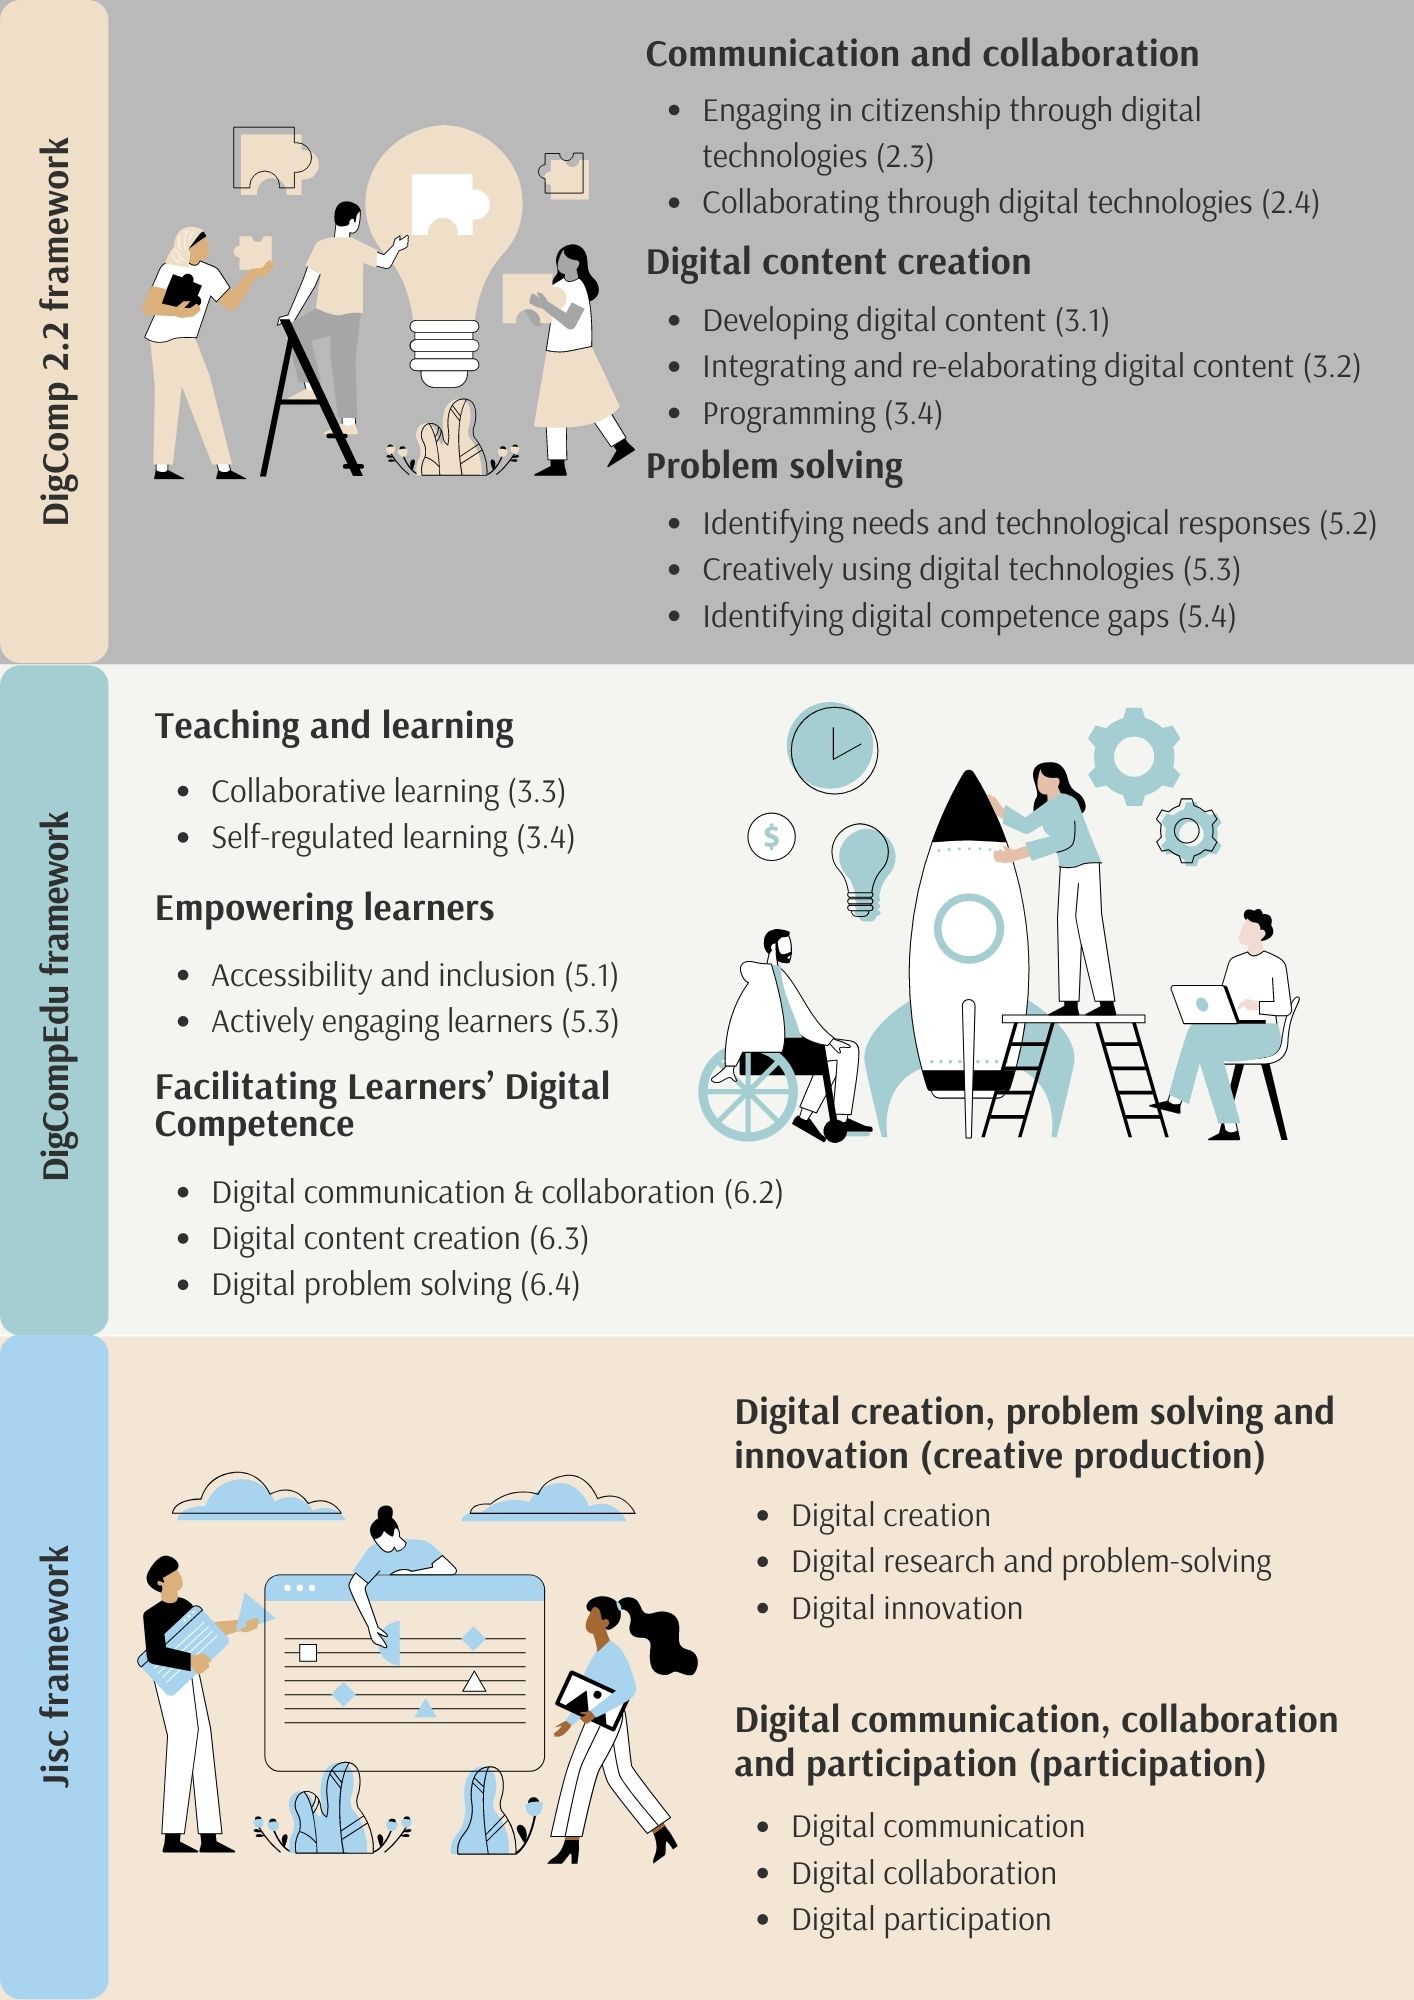 DigComp 2.2 framework
Communication and collaboration
• Engaging in citizenship through digital
technologies (2.3)
• Collaborating through digital technologies (2.4)
Digital content creation
• Developing digital content (3.1)
• Integrating and re-elaborating digital content (3.2)
• Programming (3.4)
Problem solving
• Identifying needs and technological responses (5.2)
• Creatively using digital technologies (5.3)
• Identifying digital competence gaps (5.4)
DigCompEdu framework
Teaching and learning
• Collaborative learning (3.3)
• Self-regulated learning (3.4)
Empowering learners
• Accessibility and inclusion (5.1)
• Actively engaging learners (5.3)
Facilitating Learners’ Digital
Competence
• Digital communication & collaboration (6.2)
• Digital content creation (6.3)
• Digital problem solving (6.4)
$
Jisc framework
Digital creation, problem solving and
innovation (creative production)
• Digital creation
• Digital research and problem-solving
• Digital innovation
Digital communication, collaboration
and participation (participation)
• Digital communication
• Digital collaboration
• Digital participation